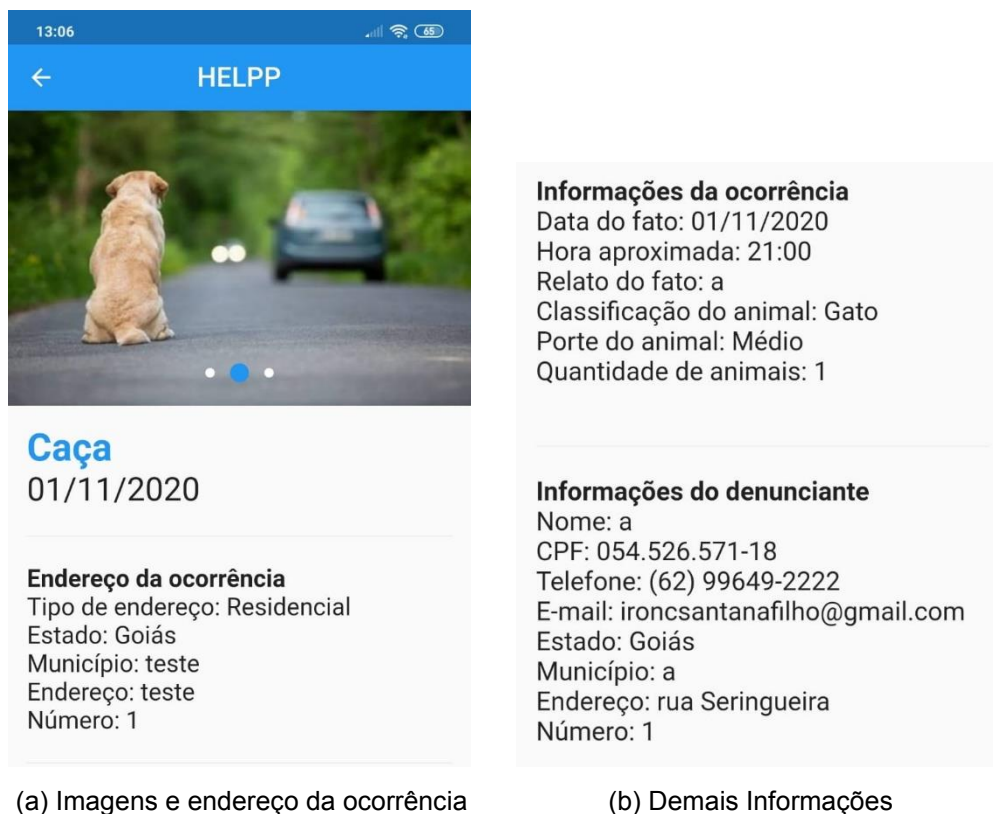 13:06
65
HELPP
Caça
01/11/2020
Endereço da ocorrência
Tipo de endereço: Residencial
Estado: Goiás
Município: teste
Endereço: teste
Número: 1
(a) Imagens e endereço da ocorrência
Informações da ocorrência
Data do fato: 01/11/2020
Hora aproximada: 21:00
Relato do fato: a
Classificação do animal: Gato
Porte do animal: Médio
Quantidade de animais: 1
Informações do denunciante
Nome: a
CPF: 054.526.571-18
Telefone: (62) 99649-2222
E-mail: ironcsantanafilho@gmail.com
Estado: Goiás
Município: a
Endereço: rua Seringueira
Número: 1
(b) Demais Informações